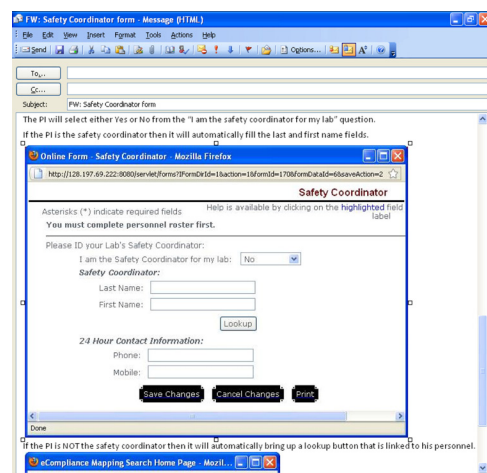 FW: Safety Coordinator form - Message (HTML)
File Edit View Insert Format Tools Actions Help
Send Options...
To...
Cc...
Subject: FW: Safety Coordinator form
The PI will select either Yes or No from the "I am the safety coordinator for my lab" question.
If the PI is the safety coordinator then it will automatically fill the last and first name fields.
Online Form - Safety Coordinator - Mozilla Firefox
http://128.197.69.222:8080/servlet/forms?IFormDirId=1&action=1&formId=170&formDataId=6&saveAction=2
Safety Coordinator
Asterisks (*) indicate required fields Help is available by clicking on the highlighted field
label
You must complete personnel roster first.
Please ID your Lab's Safety Coordinator:
I am the Safety Coordinator for my lab: No
Safety Coordinator:
Last Name:
First Name:
Lookup
24 Hour Contact Information:
Phone:
Mobile:
Save Changes Cancel Changes Print
Done
If the PI is NOT the safety coordinator then it will automatically bring up a lookup button that is linked to his personnel.
eCompliance Mapping Search Home Page - Mozil...